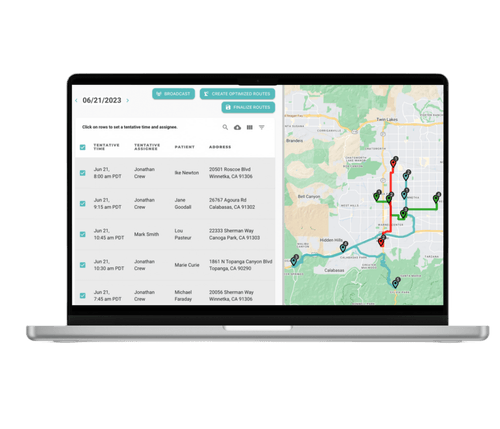 06/21/2023
BROADCAST
CREATE OPTIMIZED ROUTES
FINALIZE ROUTES
Click on rows to set a tentative time and assignee.
TENTATIVE TIME
TENTATIVE ASSIGNEE
PATIENT
ADDRESS
Jun 21,
8:00 am PDT
Jonathan
Crew
Ike Newton
20501 Roscoe Blvd
Winnetka, CA 91306
Jun 21,
9:15 am PDT
Jonathan
Crew
Jane
Goodall
26767 Agoura Rd
Calabasas, CA 91302
Jun 21,
10:45 am PDT
Mark Smith
Lou
Pasteur
22333 Sherman Way
Canoga Park, CA 91303
Jun 21,
10:30 am PDT
Jonathan
Crew
Marie Curie
1861 N Topanga Canyon Blvd
Topanga, CA 90290
Jun 21,
7:45 am PDT
Jonathan
Crew
Michael
Faraday
20056 Sherman Way
Winnetka, CA 91306
Twin Lakes
Brandeis
Bell Canyon
WEST HILLS
Hidden Hills
Calabasas